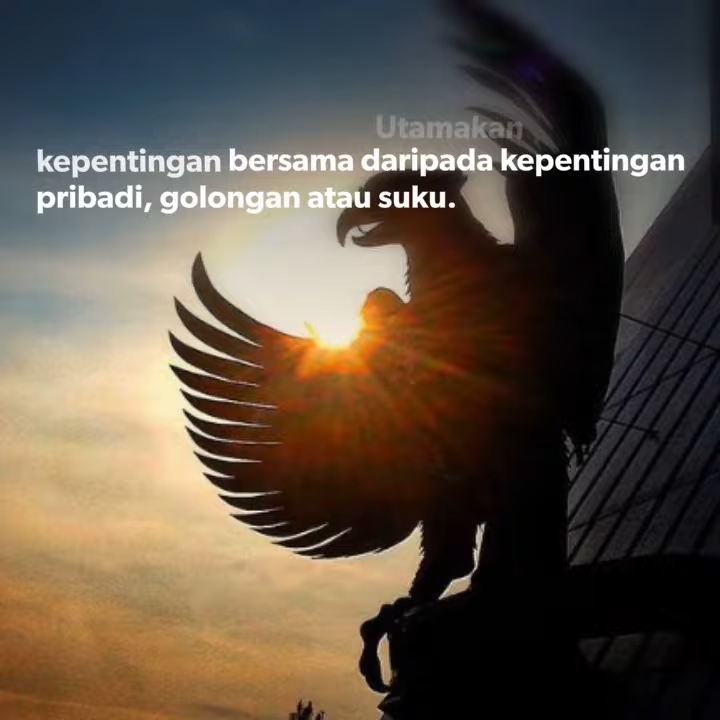 Utamakan
kepentingan bersama daripada kepentingan
pribadi, golongan atau suku.